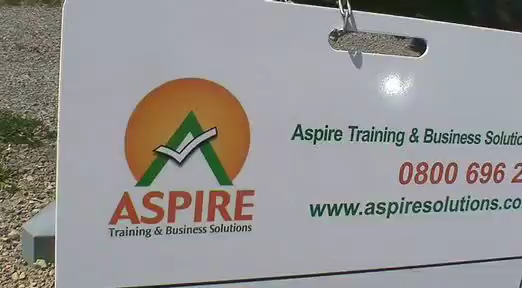 ASPIRE
Training & Business Solutions
Aspire Training & Business Solutio
0800 696 2
www.aspiresolutions.co